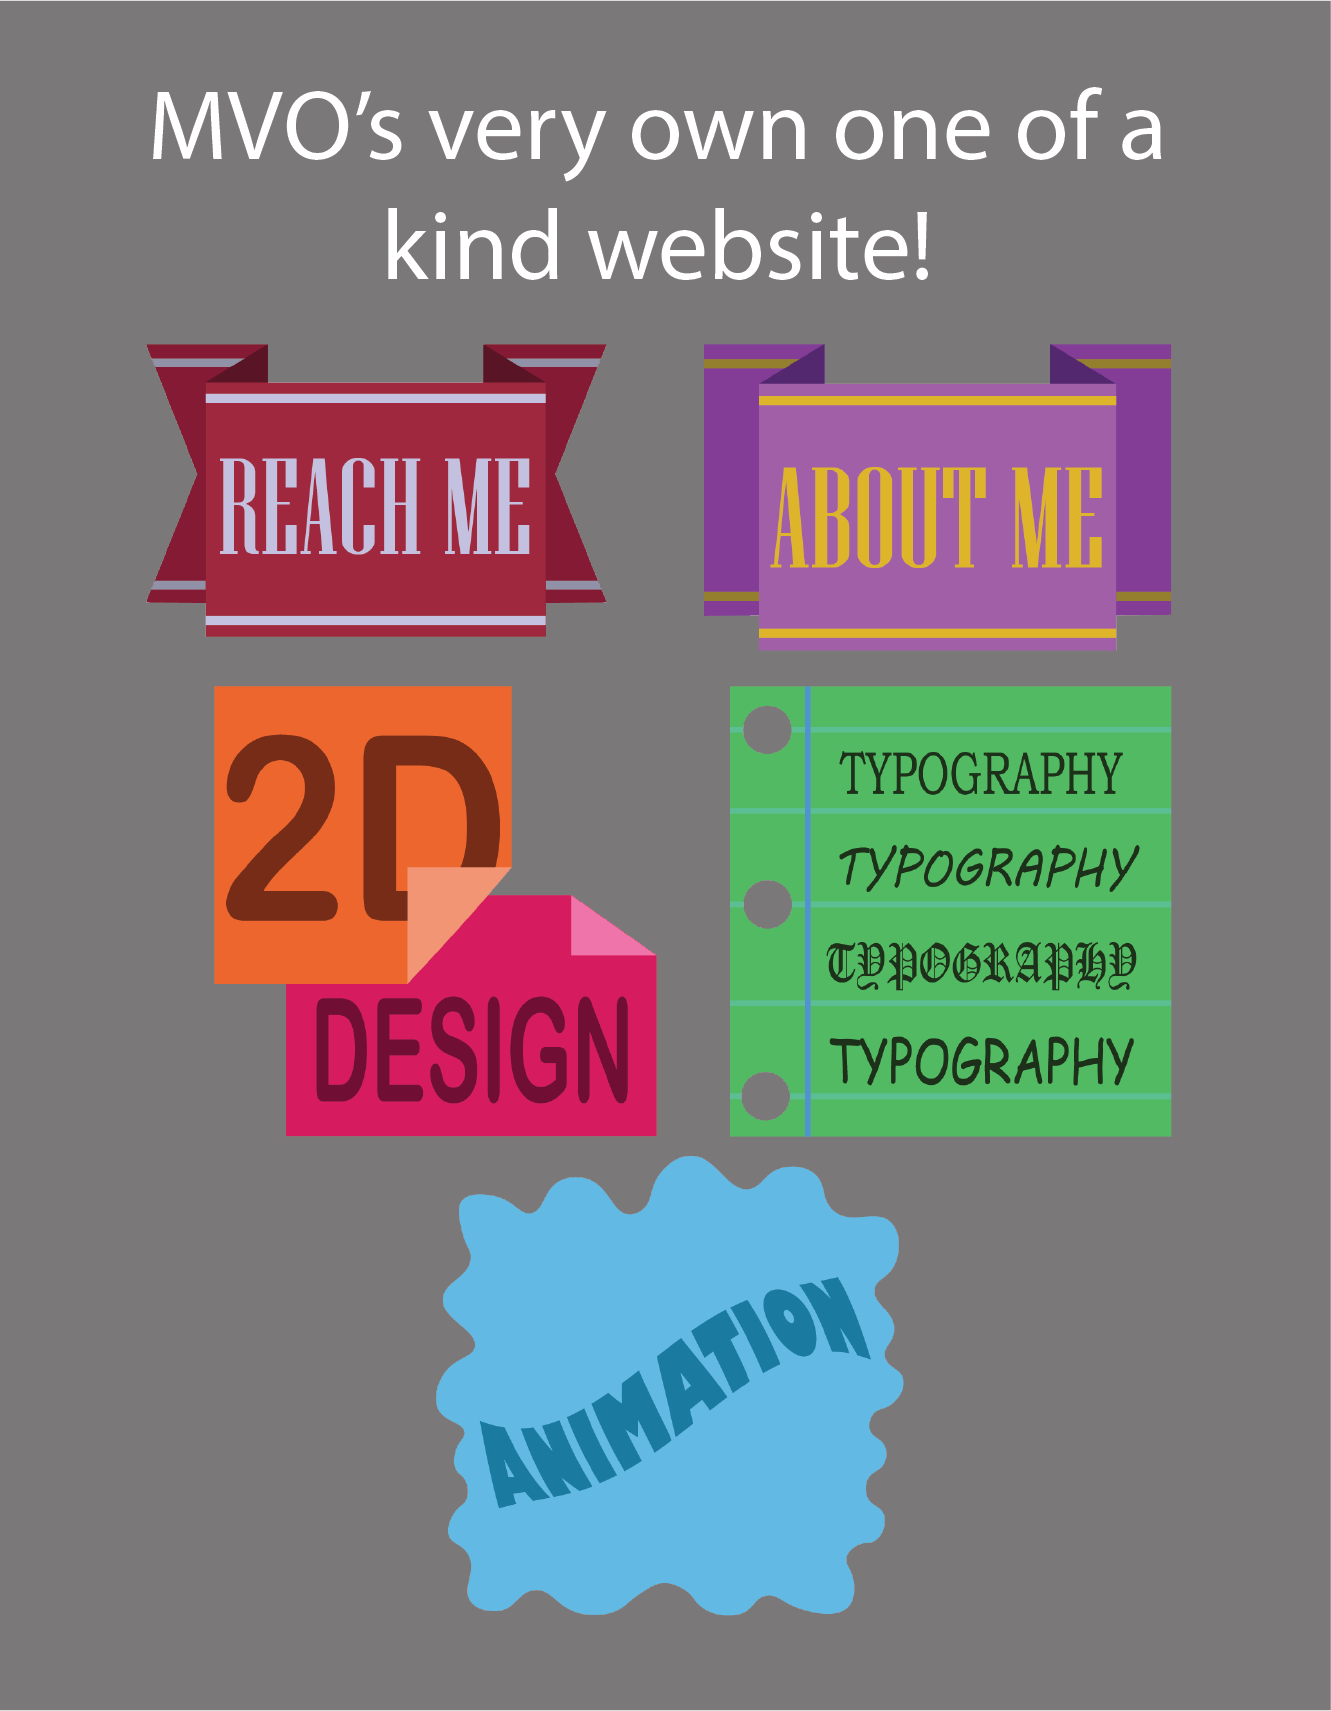 MVO’s very own one of a
kind website!
REACH ME
ABOUT ME
2D
DESIGN
TYPOGRAPHY
TYPOGRAPHY
TYPOGRAPHY
TYPOGRAPHY
ANIMATION